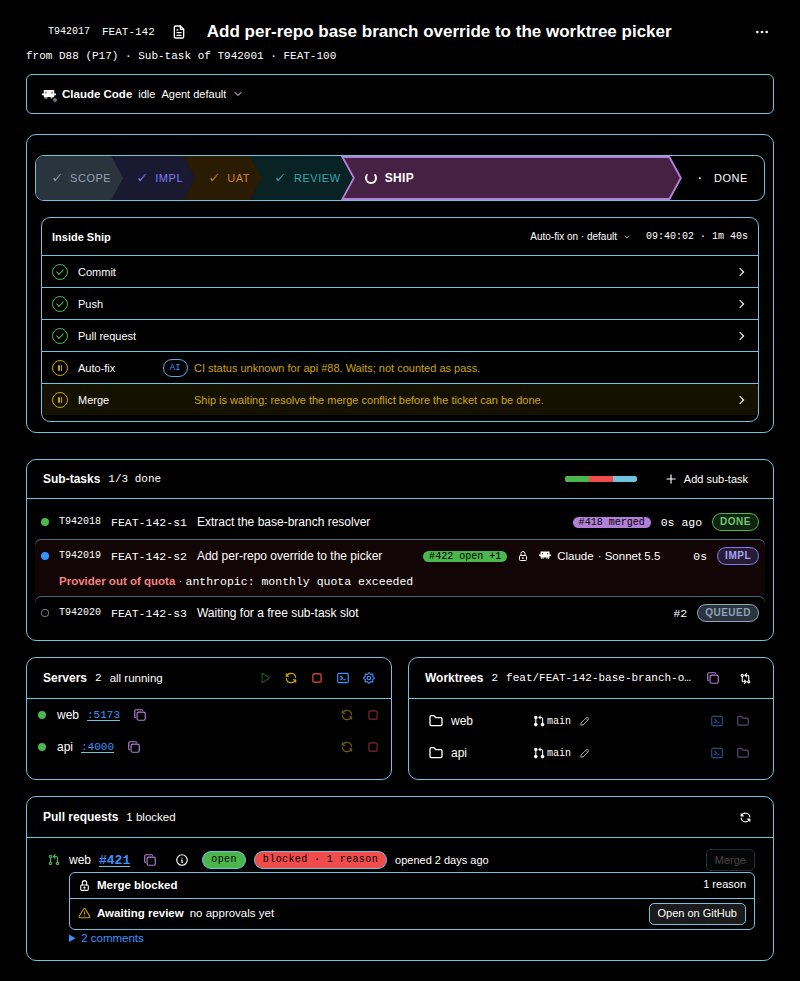 T942017 FEAT-142 Add per-repo base branch override to the worktree picker
from D88 (P17) · Sub-task of T942001 · FEAT-100
Claude Code idle Agent default
SCOPE IMPL UAT REVIEW SHIP · DONE
Inside Ship Auto-fix on · default 09:40:02 · 1m 40s
Commit
Push
Pull request
Auto-fix AI CI status unknown for api #88. Waits; not counted as pass.
Merge Ship is waiting: resolve the merge conflict before the ticket can be done.
Sub-tasks 1/3 done Add sub-task
T942018 FEAT-142-s1 Extract the base-branch resolver #418 merged 0s ago DONE
T942019 FEAT-142-s2 Add per-repo override to the picker #422 open +1 Claude · Sonnet 5.5 0s IMPL
Provider out of quota · anthropic: monthly quota exceeded
T942020 FEAT-142-s3 Waiting for a free sub-task slot #2 QUEUED
Servers 2 all running
web :5173
api :4000
Worktrees 2 feat/FEAT-142-base-branch-o…
web main
api main
Pull requests 1 blocked
web #421 open blocked · 1 reason opened 2 days ago Merge
Merge blocked 1 reason
Awaiting review no approvals yet Open on GitHub
2 comments